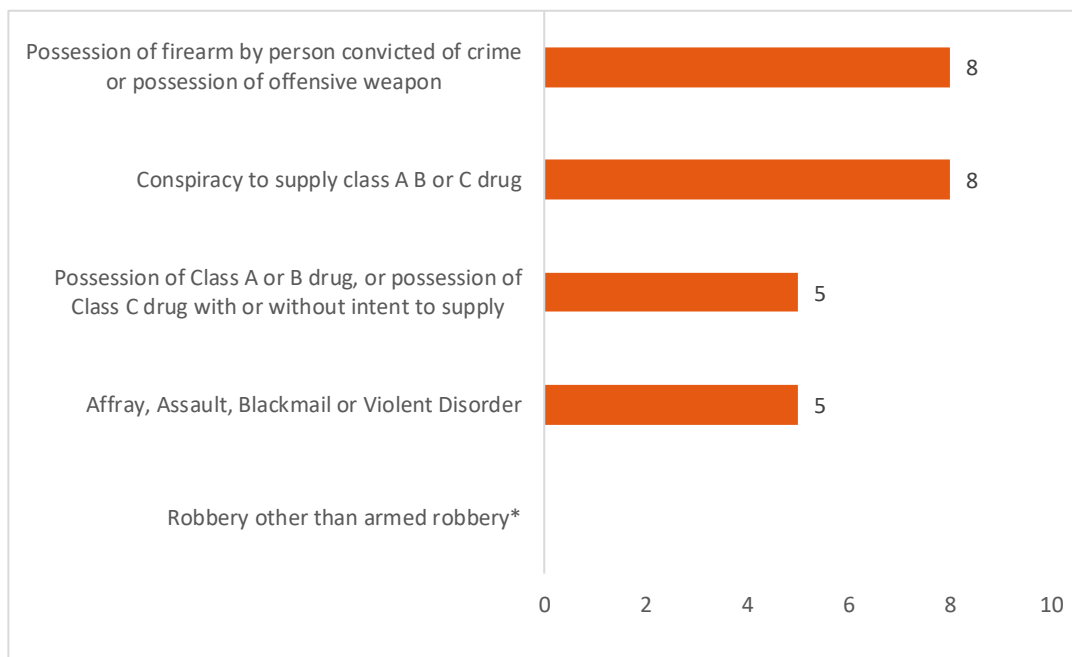 Possession of firearm by person convicted of crime
or possession of offensive weapon
8
Conspiracy to supply class A B or C drug
8
Possession of Class A or B drug, or possession of
Class C drug with or without intent to supply
5
Affray, Assault, Blackmail or Violent Disorder
5
Robbery other than armed robbery*
0 2 4 6 8 10